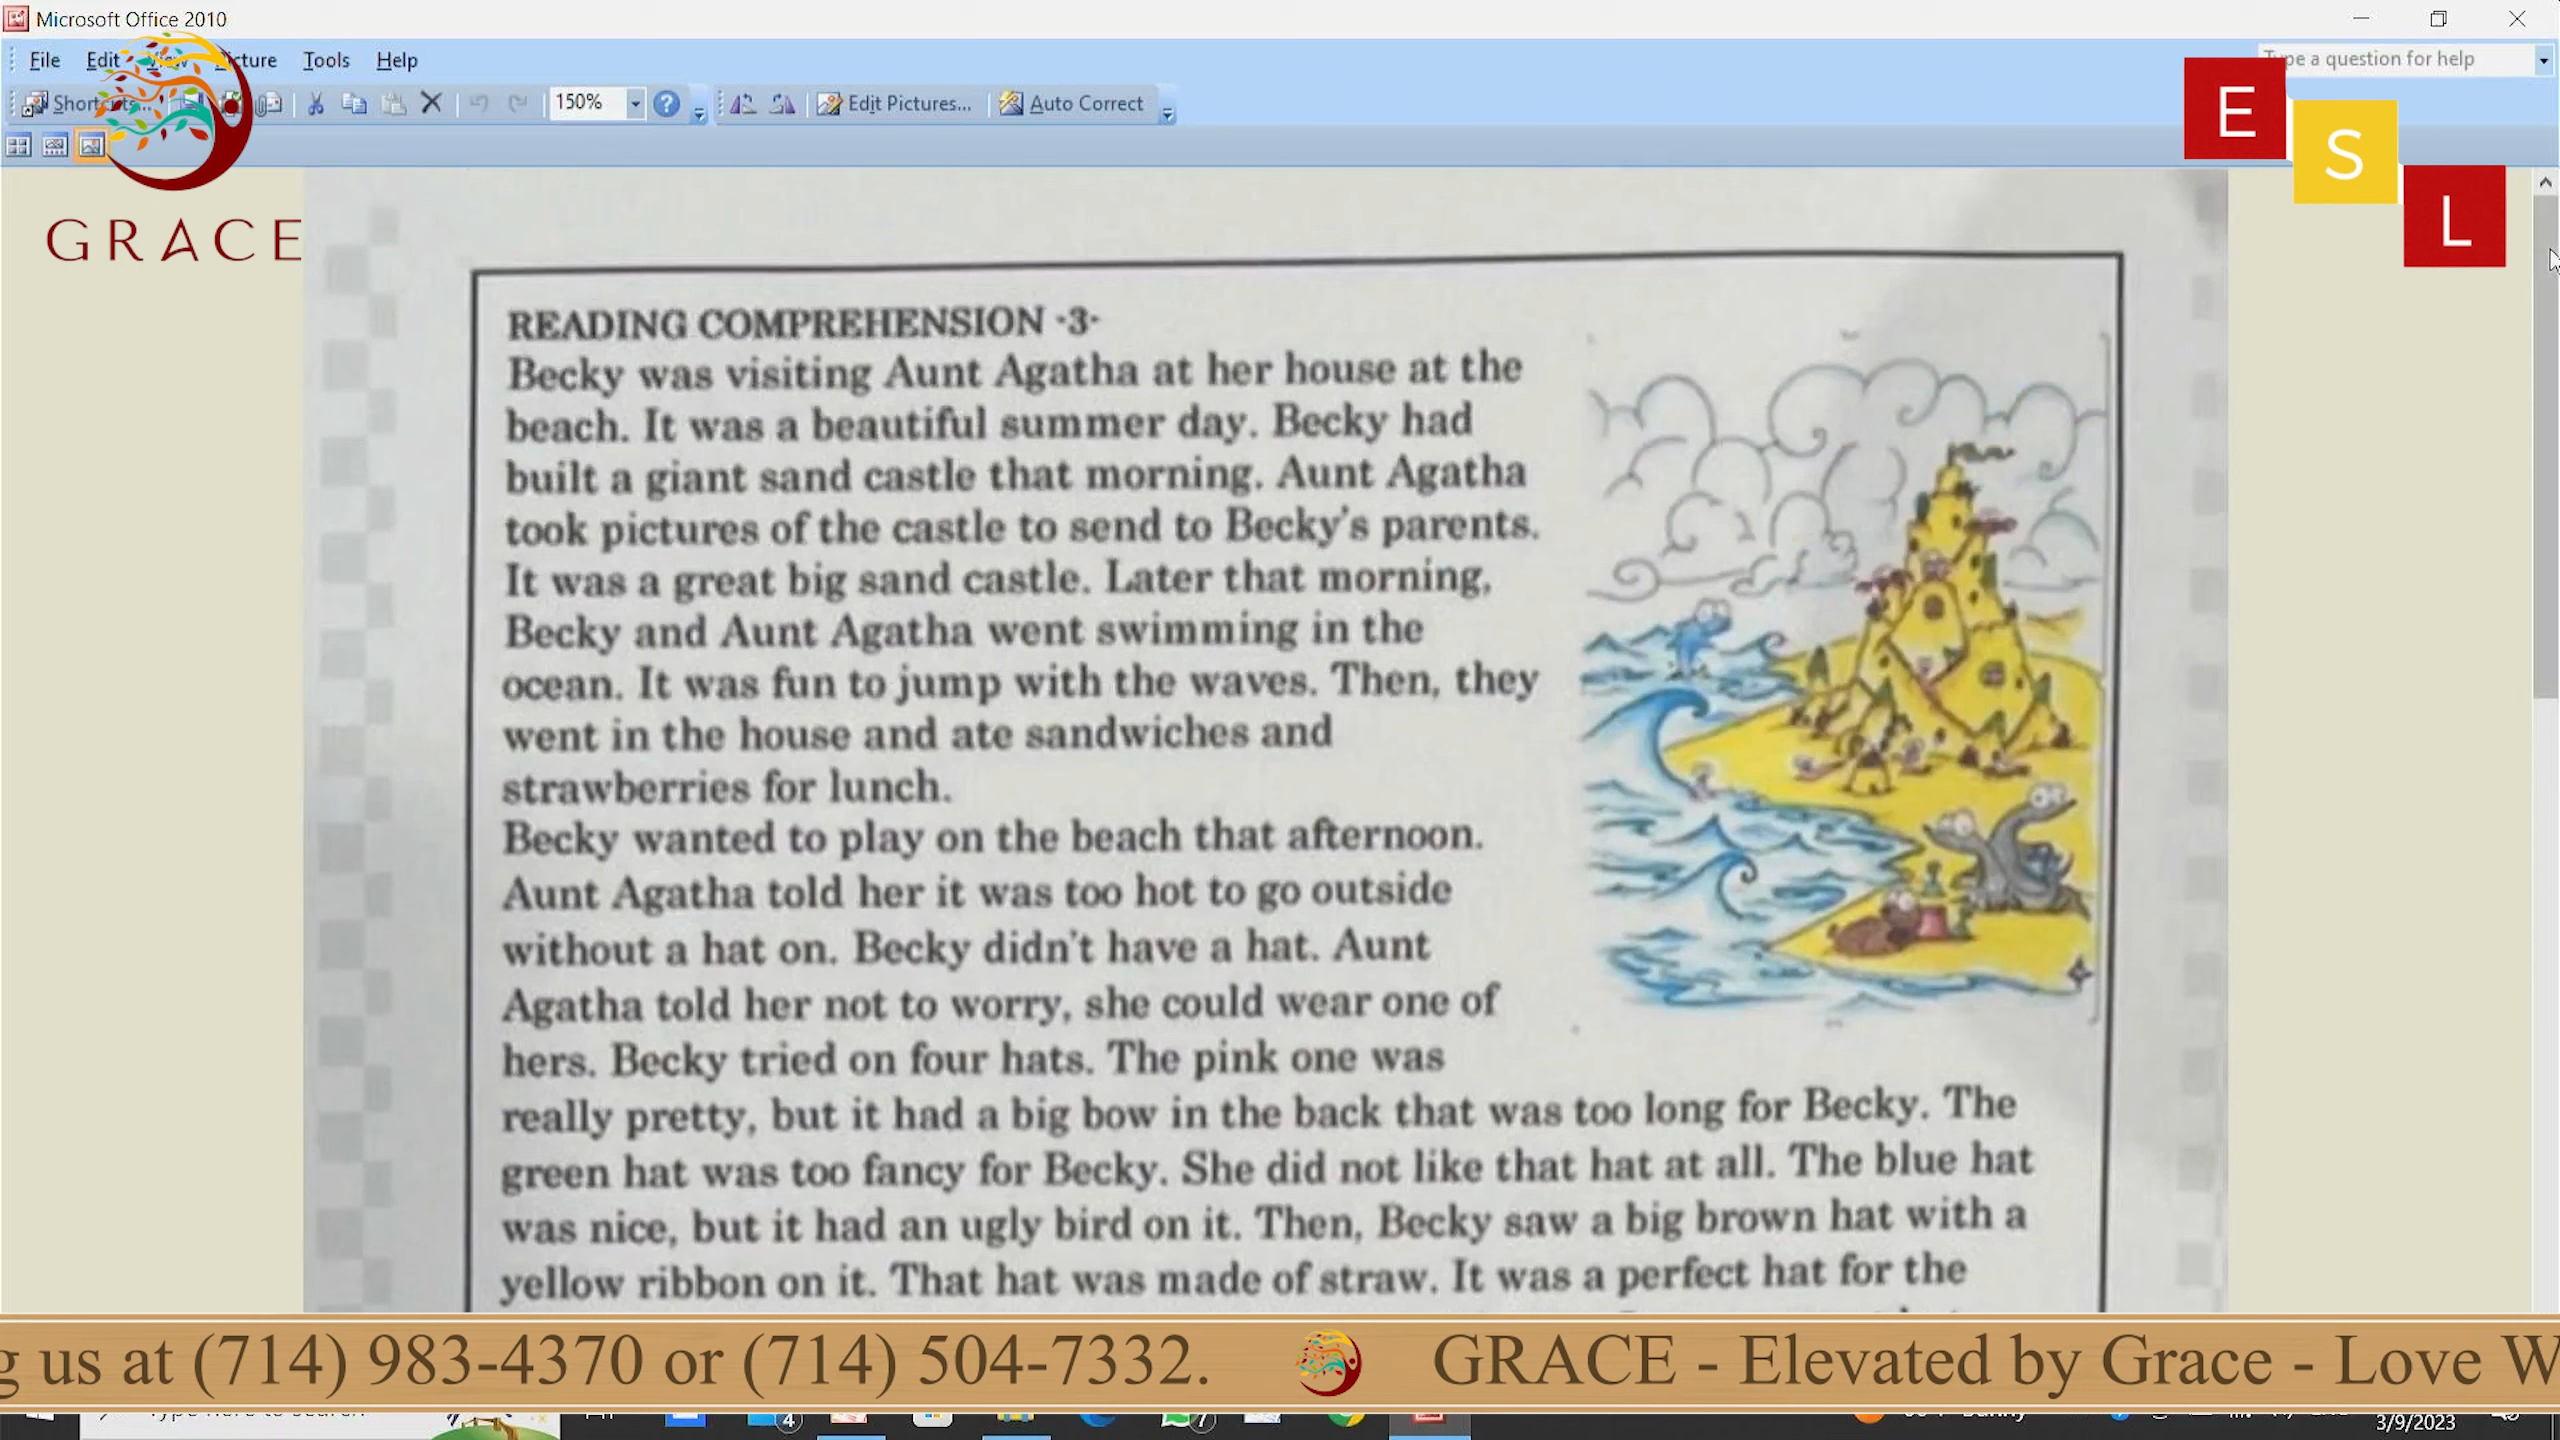 Microsoft Office 2010
File Edit Picture Tools Help
Type a question for help
150% Edit Pictures... Auto Correct
GRACE
E
S
L
READING COMPREHENSION -3-
Becky was visiting Aunt Agatha at her house at the
beach. It was a beautiful summer day. Becky had
built a giant sand castle that morning. Aunt Agatha
took pictures of the castle to send to Becky's parents.
It was a great big sand castle. Later that morning,
Becky and Aunt Agatha went swimming in the
ocean. It was fun to jump with the waves. Then, they
went in the house and ate sandwiches and
strawberries for lunch.
Becky wanted to play on the beach that afternoon.
Aunt Agatha told her it was too hot to go outside
without a hat on. Becky didn't have a hat. Aunt
Agatha told her not to worry, she could wear one of
hers. Becky tried on four hats. The pink one was
really pretty, but it had a big bow in the back that was too long for Becky. The
green hat was too fancy for Becky. She did not like that hat at all. The blue hat
was nice, but it had an ugly bird on it. Then, Becky saw a big brown hat with a
yellow ribbon on it. That hat was made of straw. It was a perfect hat for the
g us at (714) 983-4370 or (714) 504-7332. GRACE - Elevated by Grace - Love W
4 7
3/9/2023